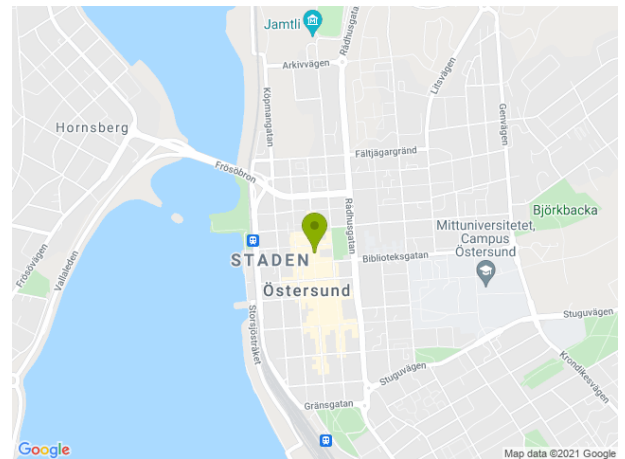 Jamtli
Rådhusgatan
Arkivvägen
Litsvägen
Köpmangatan
Genvägen
Hornsberg
Fältjägargränd
Frösöbron
Rådhusgatan
Björkbacka
Mittuniversitetet,
Campus
Östersund
Frösövägen
Vallaleden
STADEN
Biblioteksgatan
Östersund
Storsjöstråket
Stuguvägen
Stuguvägen
Krondikesvägen
Gränsgatan
Google
Map data ©2021 Google